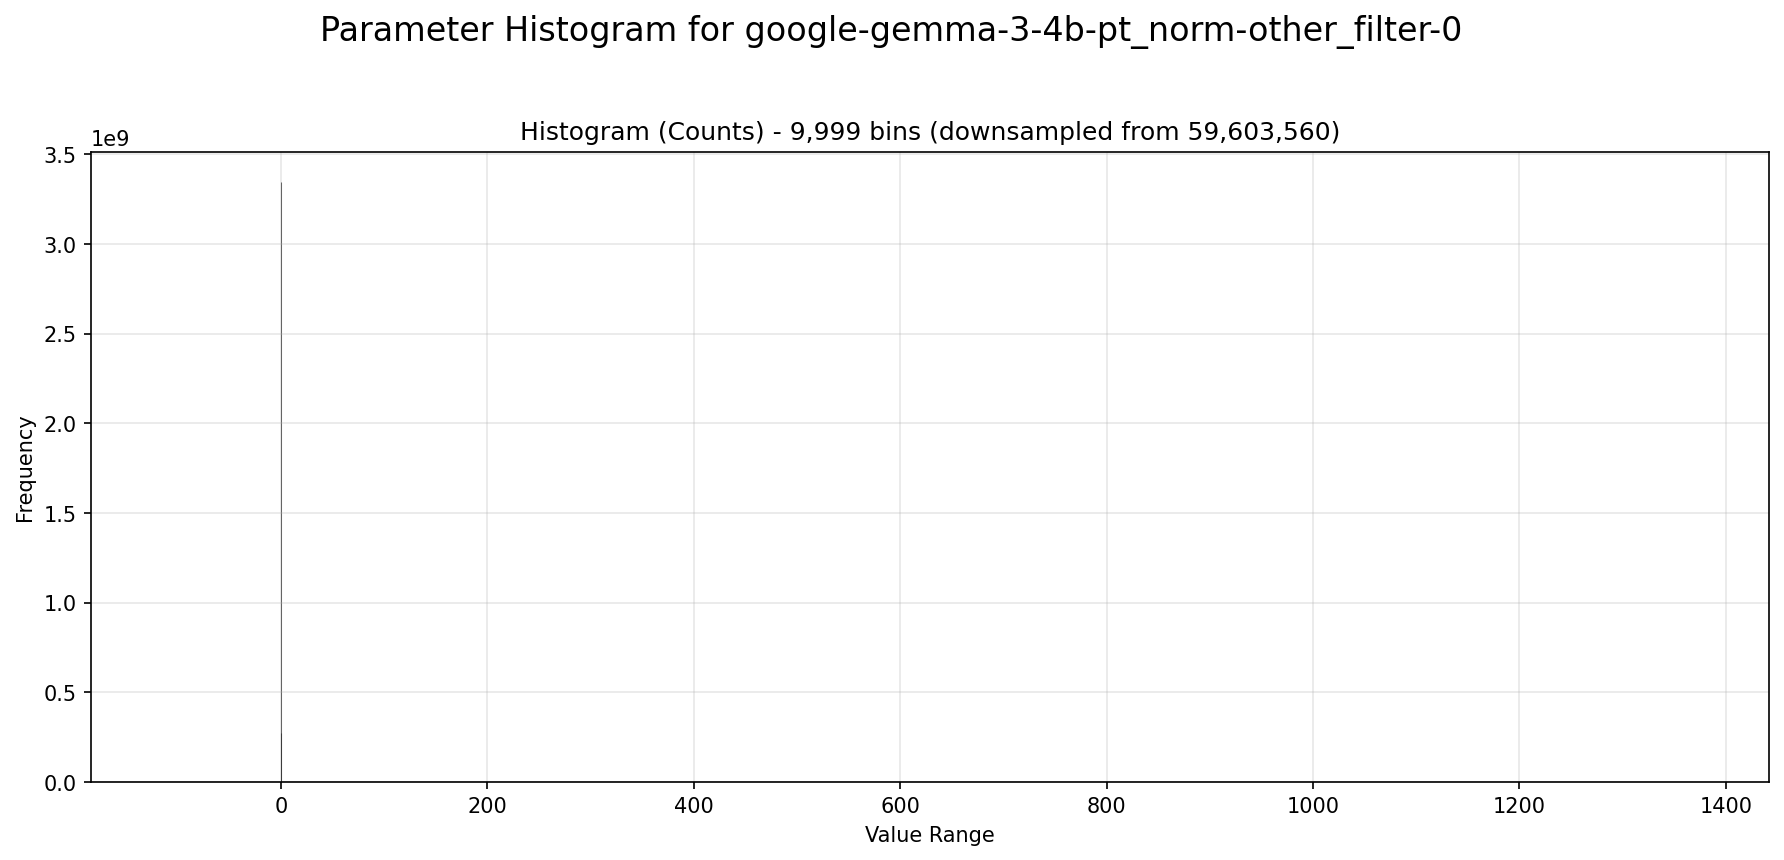 Parameter Histogram for google-gemma-3-4b-pt_norm-other_filter-0
Histogram (Counts) - 9,999 bins (downsampled from 59,603,560)
1e9
3.5
3.0
2.5
2.0
1.5
1.0
0.5
0.0
Frequency
0 200 400 600 800 1000 1200 1400
Value Range